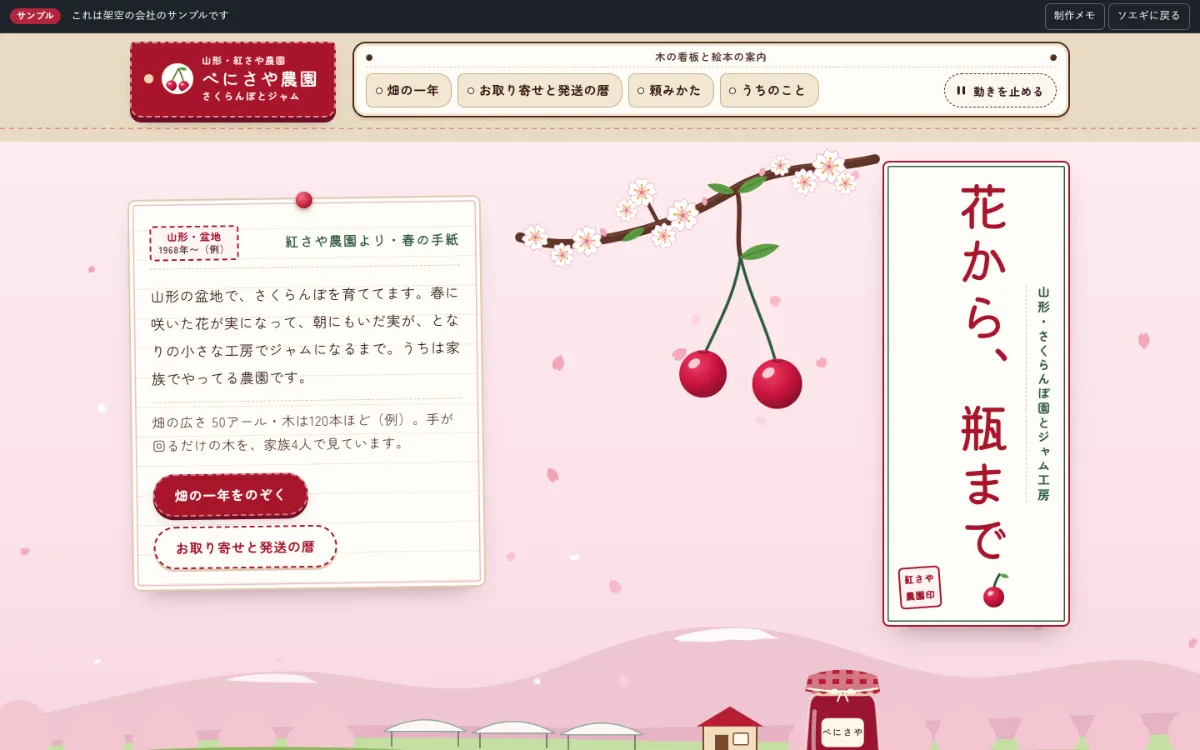 サンプル これは架空の会社のサンプルです
制作メモ
ソエギに戻る
山形・紅さや農園
べにさや農園
さくらんぼとジャム
木の看板と絵本の案内
畑の一年
お取り寄せと発送の暦
頼みかた
うちのこと
動きを止める
山形・盆地
1968年〜（例）
紅さや農園より・春の手紙
山形の盆地で、さくらんぼを育ててます。春に
咲いた花が実になって、朝にもいだ実が、とな
りの小さな工房でジャムになるまで。うちは家
族でやってる農園です。
畑の広さ 50アール・木は120本ほど（例）。手が
回るだけの木を、家族4人で見ています。
畑の一年をのぞく
お取り寄せと発送の暦
花から、瓶まで
山形・さくらんぼ園とジャム工房
紅さや
農園印
べにさや